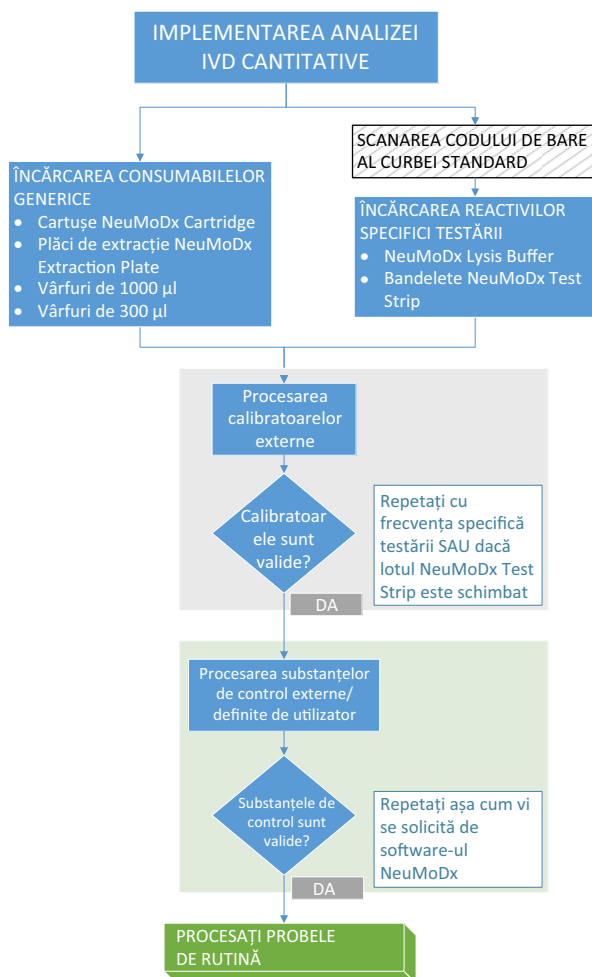 IMPLEMENTAREA ANALIZEI
IVD CANTITATIVE
SCANAREA CODULUI DE BARE
AL CURBEI STANDARD
ÎNCĂRCAREA CONSUMABILELOR
GENERICE
• Cartușe NeuMoDx Cartridge
• Plăci de extracție NeuMoDx
Extraction Plate
• Vârfuri de 1000 µl
• Vârfuri de 300 µl
ÎNCĂRCAREA REACTIVILOR
SPECIFICI TESTĂRII
• NeuMoDx Lysis Buffer
• Bandelete NeuMoDx Test
Strip
Procesarea
calibratoarelor
externe
Calibratoar
ele sunt
valide?
Repetați cu
frecvența specifică
testării SAU dacă
lotul NeuMoDx Test
Strip este schimbat
DA
Procesarea substanțelor
de control externe/
definite de utilizator
Substanțele de
control sunt
valide?
Repetați așa cum vi
se solicită de
software-ul
NeuMoDx
DA
PROCESAȚI PROBELE
DE RUTINĂ